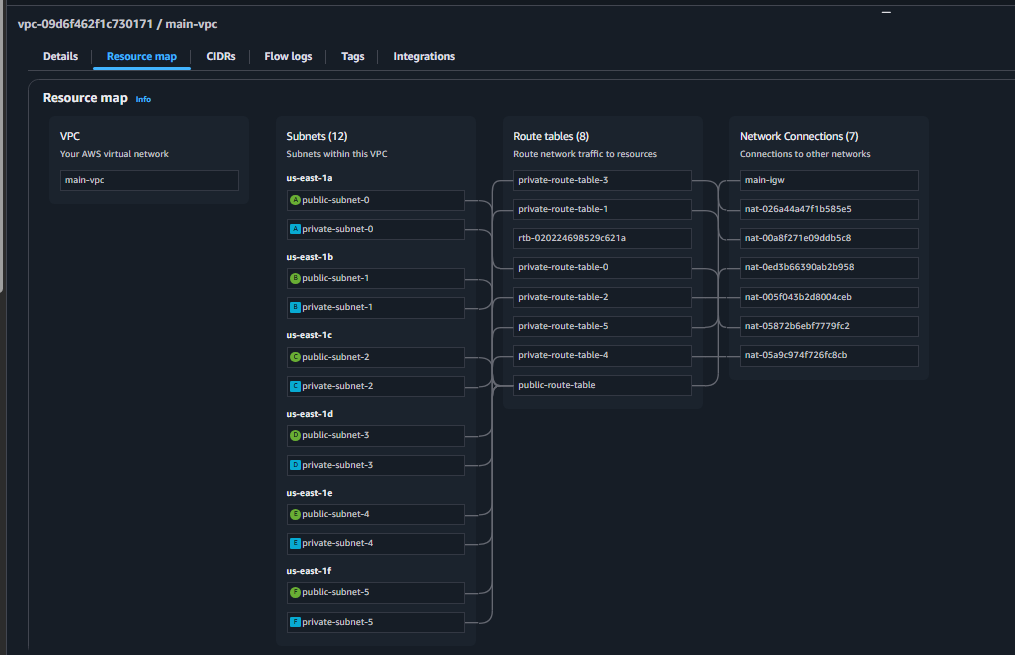 vpc-09d6f462f1c730171 / main-vpc
Details
Resource map
CIDRs
Flow logs
Tags
Integrations
Resource map Info
VPC
Your AWS virtual network
main-vpc
Subnets (12)
Subnets within this VPC
us-east-1a
A public-subnet-0
A private-subnet-0
us-east-1b
B public-subnet-1
B private-subnet-1
us-east-1c
C public-subnet-2
C private-subnet-2
us-east-1d
D public-subnet-3
D private-subnet-3
us-east-1e
E public-subnet-4
E private-subnet-4
us-east-1f
F public-subnet-5
F private-subnet-5
Route tables (8)
Route network traffic to resources
private-route-table-3
private-route-table-1
rtb-020224698529c621a
private-route-table-0
private-route-table-2
private-route-table-5
private-route-table-4
public-route-table
Network Connections (7)
Connections to other networks
main-igw
nat-026a44a47f1b585e5
nat-00a8f271e09ddb5c8
nat-0ed3b66390ab2b958
nat-005f043b2d8004ceb
nat-05872b6ebf7779fc2
nat-05a9c974f726fc8cb